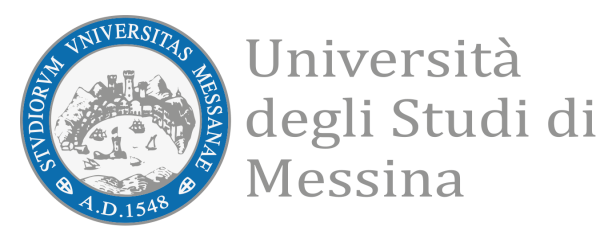 STVDIORVM VNIVERSITAS MESSANAE
A.D.1548
Università
degli Studi di
Messina